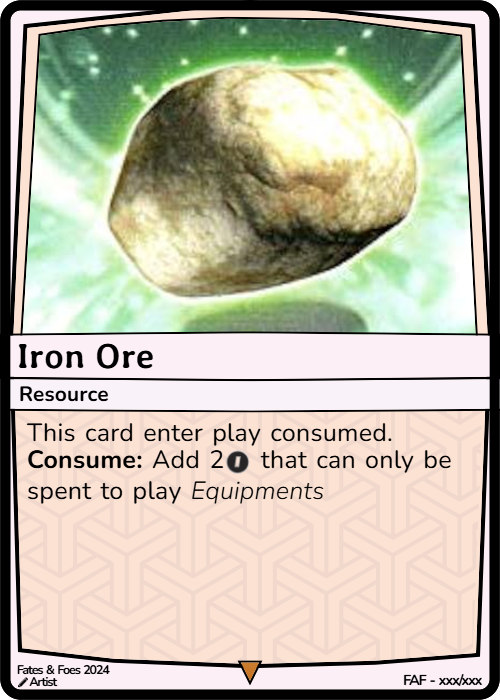 Iron Ore
Resource
This card enter play consumed.
Consume: Add 2 that can only be
spent to play Equipments
Fates & Foes 2024
Artist
FAF - xxx/xxx